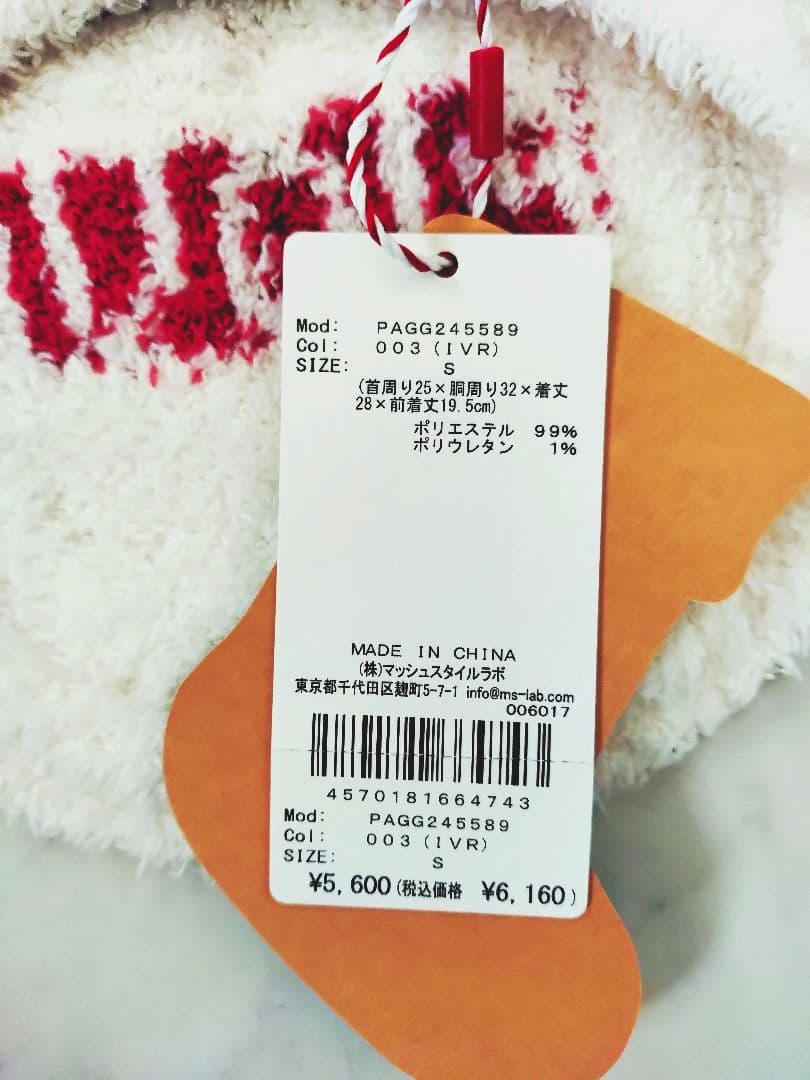 Mod: PAGG245589
Col: 003(IVR)
SIZE: S
(首周り25×胴周り32×着丈
28×前着丈19.5cm)
ポリエステル 99%
ポリウレタン 1%
MADE IN CHINA
(株)マッシュスタイルラボ
東京都千代田区麹町5-7-1 info@ms-lab.com
006017
4570181664743
Mod: PAGG245589
Col: 003(IVR)
SIZE: S
¥5,600(税込価格 ¥6,160)